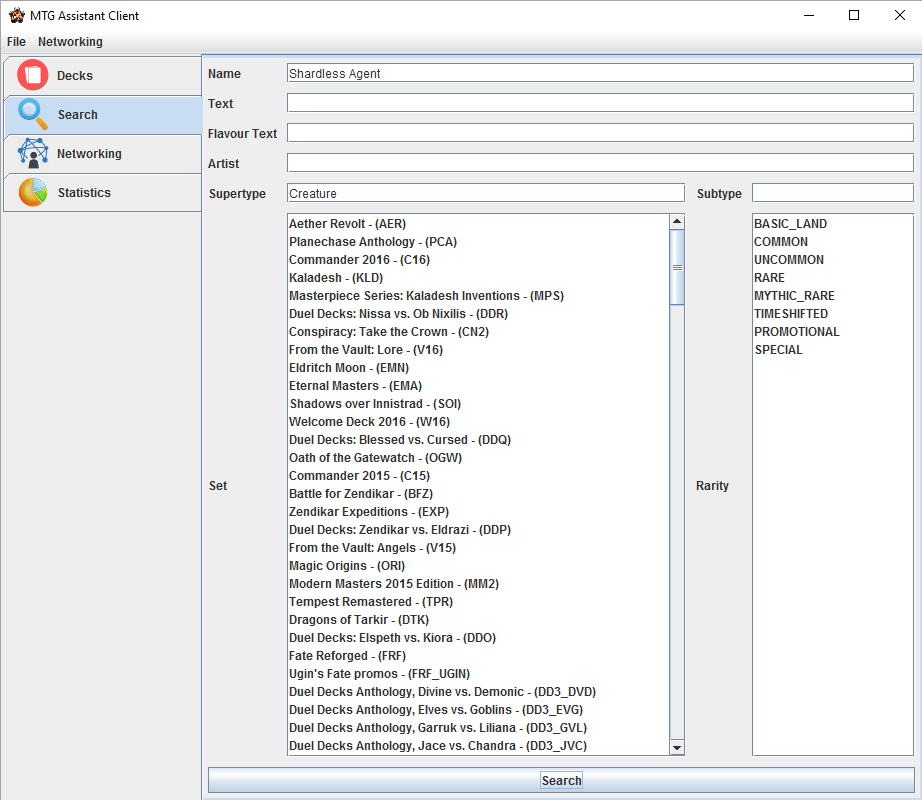 MTG Assistant Client
File Networking
Decks
Search
Networking
Statistics
Name Shardless Agent
Text
Flavour Text
Artist
Supertype Creature Subtype
Set
Aether Revolt - (AER)
Planechase Anthology - (PCA)
Commander 2016 - (C16)
Kaladesh - (KLD)
Masterpiece Series: Kaladesh Inventions - (MPS)
Duel Decks: Nissa vs. Ob Nixilis - (DDR)
Conspiracy: Take the Crown - (CN2)
From the Vault: Lore - (V16)
Eldritch Moon - (EMN)
Eternal Masters - (EMA)
Shadows over Innistrad - (SOI)
Welcome Deck 2016 - (W16)
Duel Decks: Blessed vs. Cursed - (DDQ)
Oath of the Gatewatch - (OGW)
Commander 2015 - (C15)
Battle for Zendikar - (BFZ)
Zendikar Expeditions - (EXP)
Duel Decks: Zendikar vs. Eldrazi - (DDP)
From the Vault: Angels - (V15)
Magic Origins - (ORI)
Modern Masters 2015 Edition - (MM2)
Tempest Remastered - (TPR)
Dragons of Tarkir - (DTK)
Duel Decks: Elspeth vs. Kiora - (DDO)
Fate Reforged - (FRF)
Ugin's Fate promos - (FRF_UGIN)
Duel Decks Anthology, Divine vs. Demonic - (DD3_DVD)
Duel Decks Anthology, Elves vs. Goblins - (DD3_EVG)
Duel Decks Anthology, Garruk vs. Liliana - (DD3_GVL)
Duel Decks Anthology, Jace vs. Chandra - (DD3_JVC)
Rarity
BASIC_LAND
COMMON
UNCOMMON
RARE
MYTHIC_RARE
TIMESHIFTED
PROMOTIONAL
SPECIAL
Search